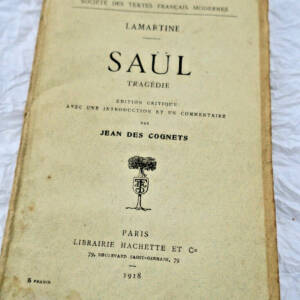 SOCIÉTÉ DES TEXTES FRANÇAIS MODERNES
LAMARTINE
SAÜL
TRAGÉDIE
ÉDITION CRITIQUE
AVEC UNE INTRODUCTION ET UN COMMENTAIRE
PAR
JEAN DES COGNETS
PARIS
LIBRAIRIE HACHETTE ET Cie
79, BOULEVARD SAINT-GERMAIN, 79
1918